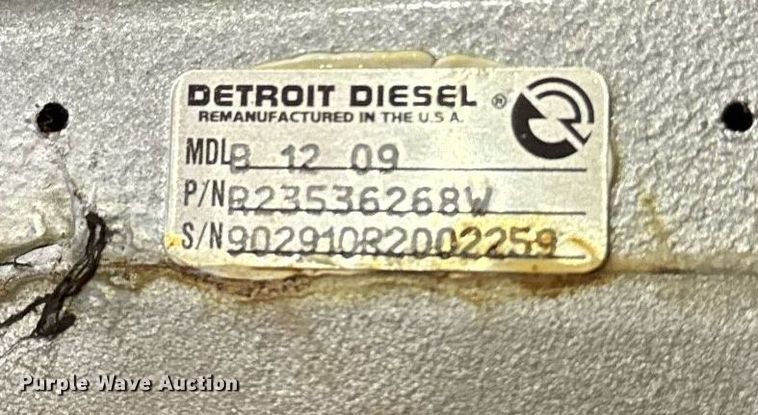 DETROIT DIESEL ®
REMANUFACTURED IN THE U.S.A.
MDL 8 12 09
P/N R23536268W
S/N 902910R2002259
Purple Wave Auction